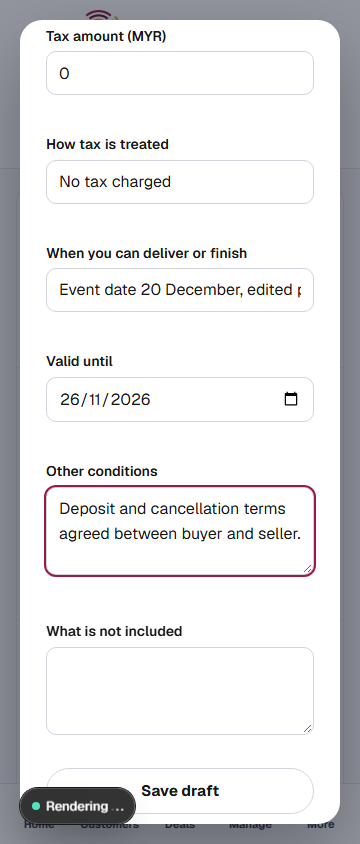 Tax amount (MYR)
0
How tax is treated
No tax charged
When you can deliver or finish
Event date 20 December, edited
Valid until
26/11/2026
Other conditions
Deposit and cancellation terms
agreed between buyer and seller.
What is not included
Save draft
Rendering ...
Home Customers Deals Manage More